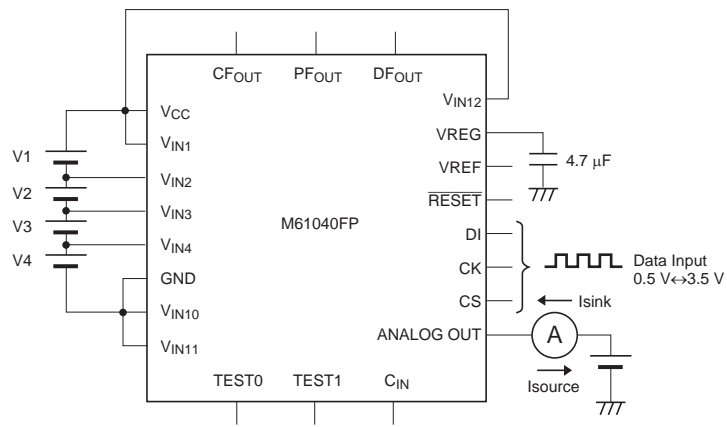 CFOUT PFOUT DFOUT
VCC
VIN1
VIN2
VIN3
VIN4
GND
VIN10
VIN11
V1
V2
V3
V4
M61040FP
VIN12
VREG
VREF
RESET
DI
CK
CS
ANALOG OUT
4.7 µF
Data Input
0.5 V↔3.5 V
Isink
A
Isource
TEST0 TEST1 CIN